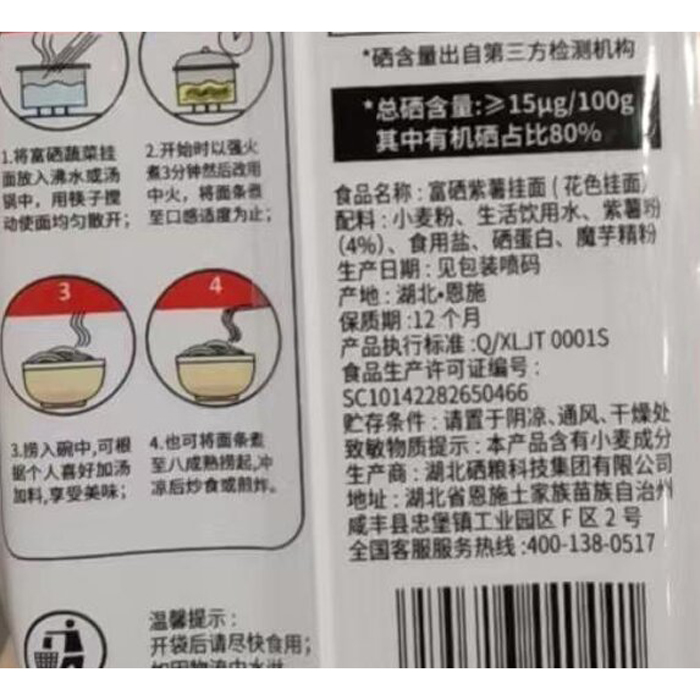 1.将富硒蔬菜挂
面放入沸水或汤
锅中，用筷子搅
动使面均匀散开；
2.开始时以强火
煮3分钟然后改用
中火，将面条煮
至口感适度为止；
3
4
3.捞入碗中,可根
据个人喜好加汤
加料,享受美味；
4.也可将面条煮
至八成熟捞起,冲
凉后炒食或煎炸。
温馨提示：
开袋后请尽快食用；
*硒含量出自第三方检测机构
*总硒含量:≥15μg/100g
其中有机硒占比80%
食品名称：富硒紫薯挂面(花色挂面)
配料：小麦粉、生活饮用水、紫薯粉
(4%)、食用盐、硒蛋白、魔芋精粉
生产日期：见包装喷码
产地：湖北•恩施
保质期:12个月
产品执行标准:Q/XLJT 0001S
食品生产许可证编号：
SC10142282650466
贮存条件：请置于阴凉、通风、干燥处
致敏物质提示：本产品含有小麦成分
生产商：湖北硒粮科技集团有限公司
地址：湖北省恩施土家族苗族自治州
咸丰县忠堡镇工业园区F区2号
全国客服服务热线:400-138-0517